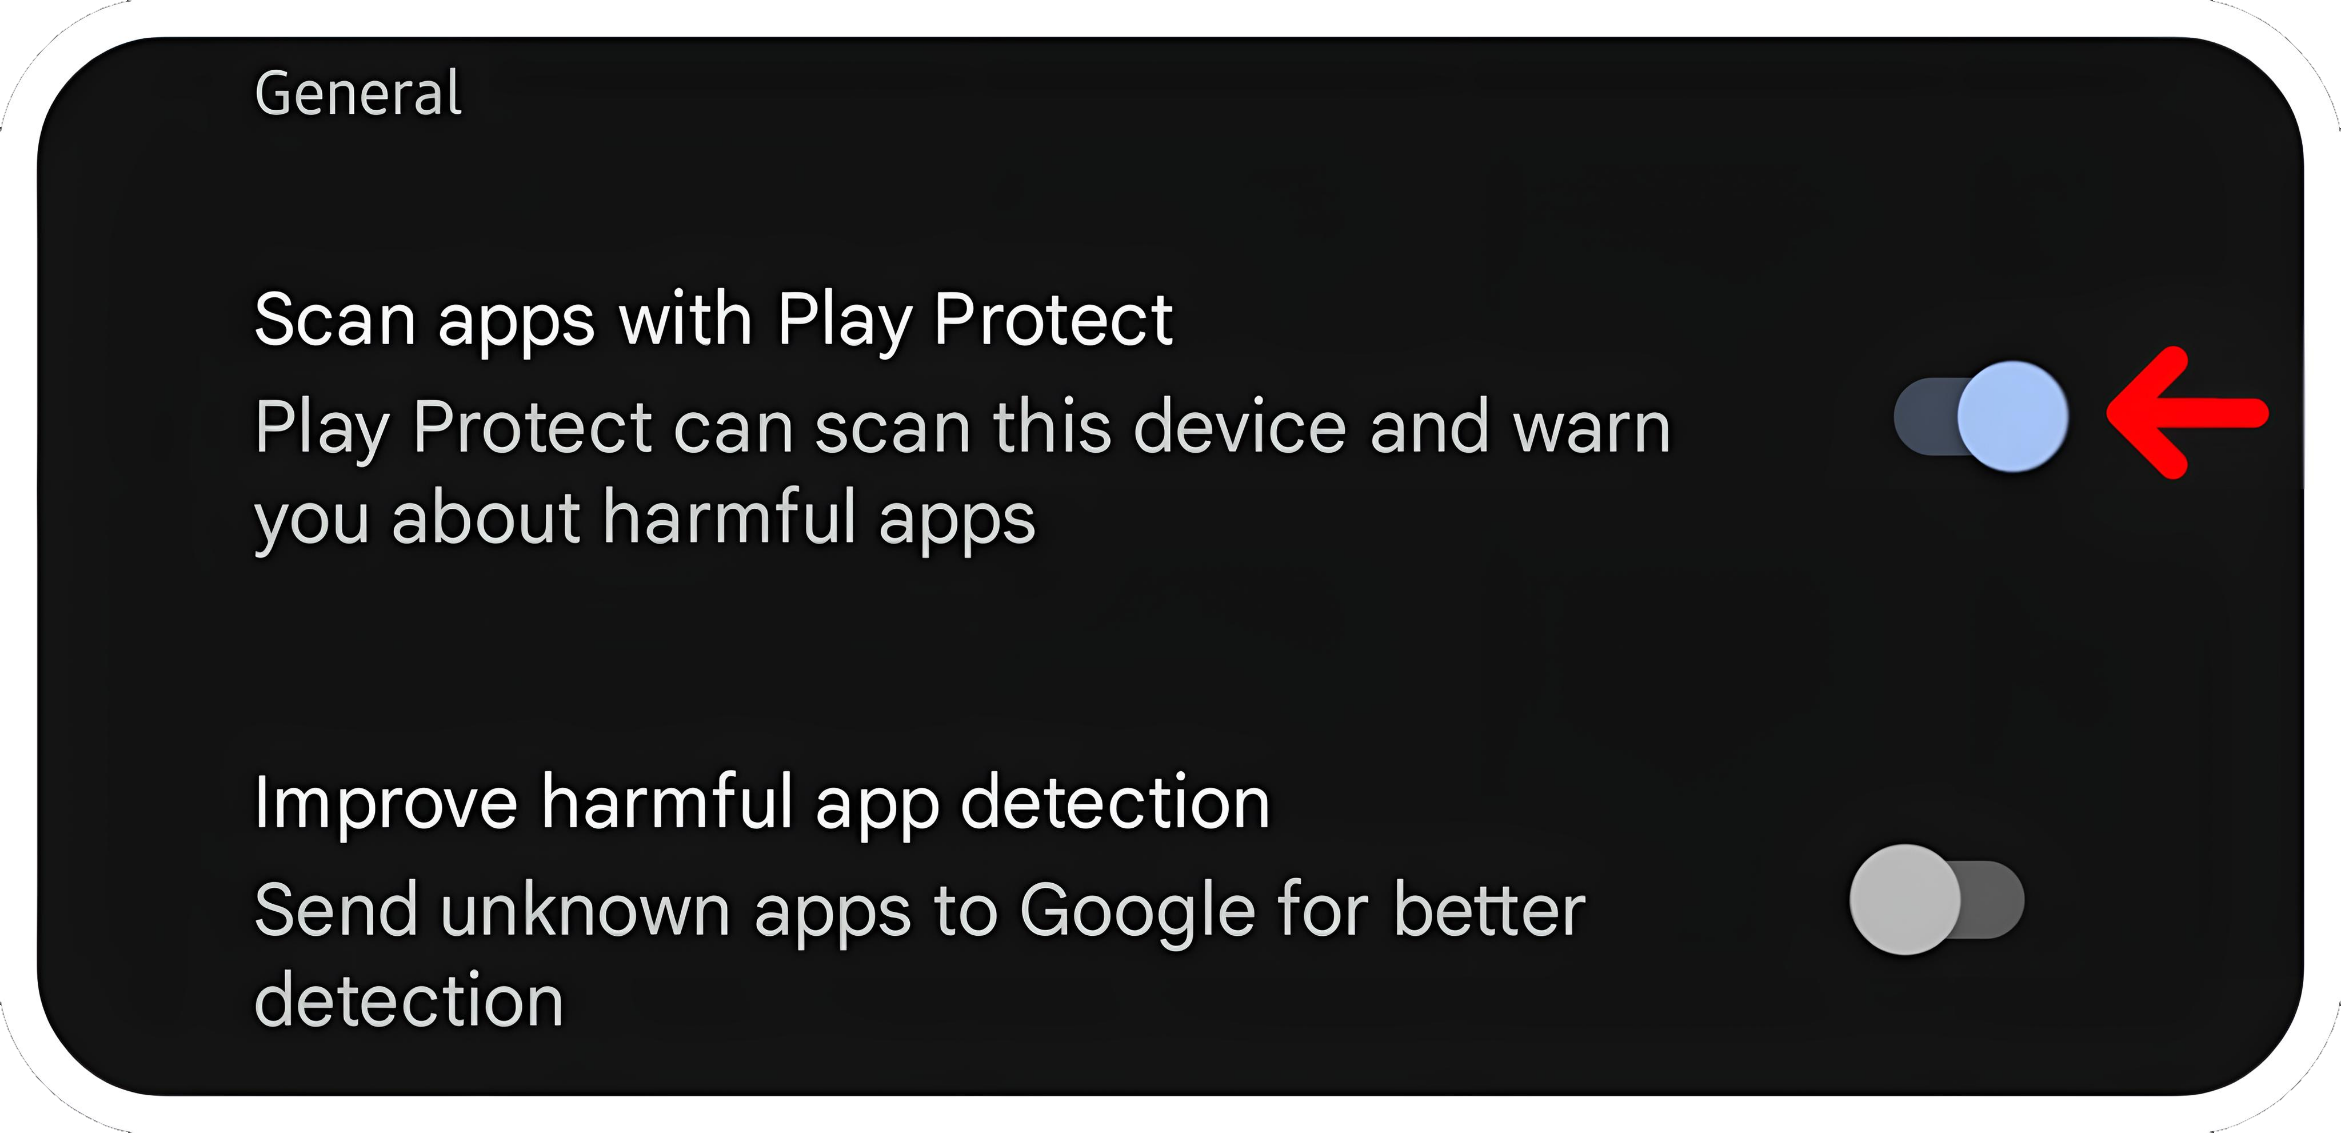 General
Scan apps with Play Protect
Play Protect can scan this device and warn
you about harmful apps
Improve harmful app detection
Send unknown apps to Google for better
detection